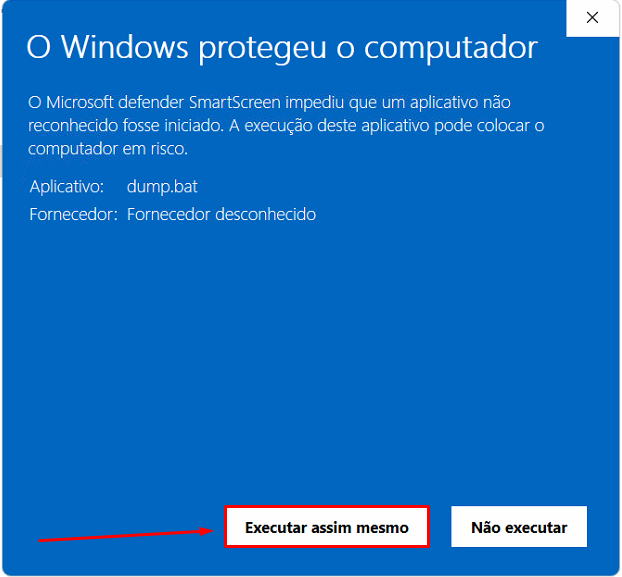 O Windows protegeu o computador
O Microsoft defender SmartScreen impediu que um aplicativo não
reconhecido fosse iniciado. A execução deste aplicativo pode colocar o
computador em risco.
Aplicativo: dump.bat
Fornecedor: Fornecedor desconhecido
Executar assim mesmo Não executar